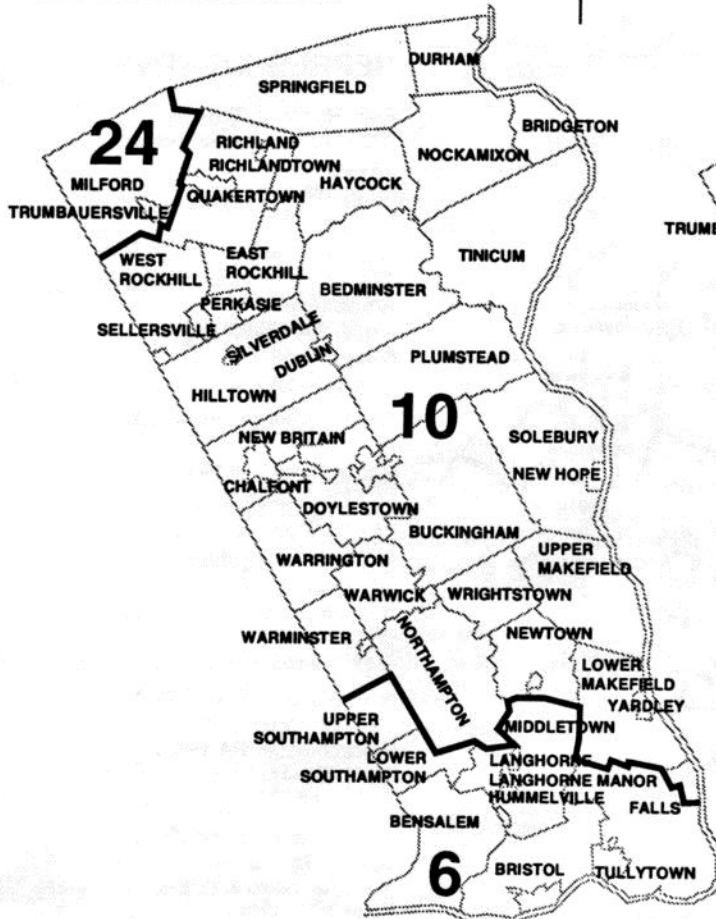 DURHAM
SPRINGFIELD
24
BRIDGETON
RICHLAND
NOCKAMIXON
RICHLANDTOWN
MILFORD
HAYCOCK
QUAKERTOWN
TRUMBAUERSVILLE
TRUMB
WEST
ROCKHILL
EAST
ROCKHILL
TINICUM
BEDMINSTER
PERKASIE
SELLERSVILLE
SILVERDALE
DUBLIN
PLUMSTEAD
HILLTOWN
10
NEW BRITAIN
SOLEBURY
NEW HOPE
CHALFONT
DOYLESTOWN
BUCKINGHAM
WARRINGTON
UPPER
MAKEFIELD
WARWICK
WRIGHTSTOWN
WARMINSTER
NORTHAMPTON
NEWTOWN
LOWER
MAKEFIELD
YARDLEY
UPPER
SOUTHAMPTON
MIDDLETOWN
LOWER
SOUTHAMPTON
LANGHORNE
LANGHORNE MANOR
HUMMELVILLE
FALLS
BENSALEM
6
BRISTOL
TULLYTOWN